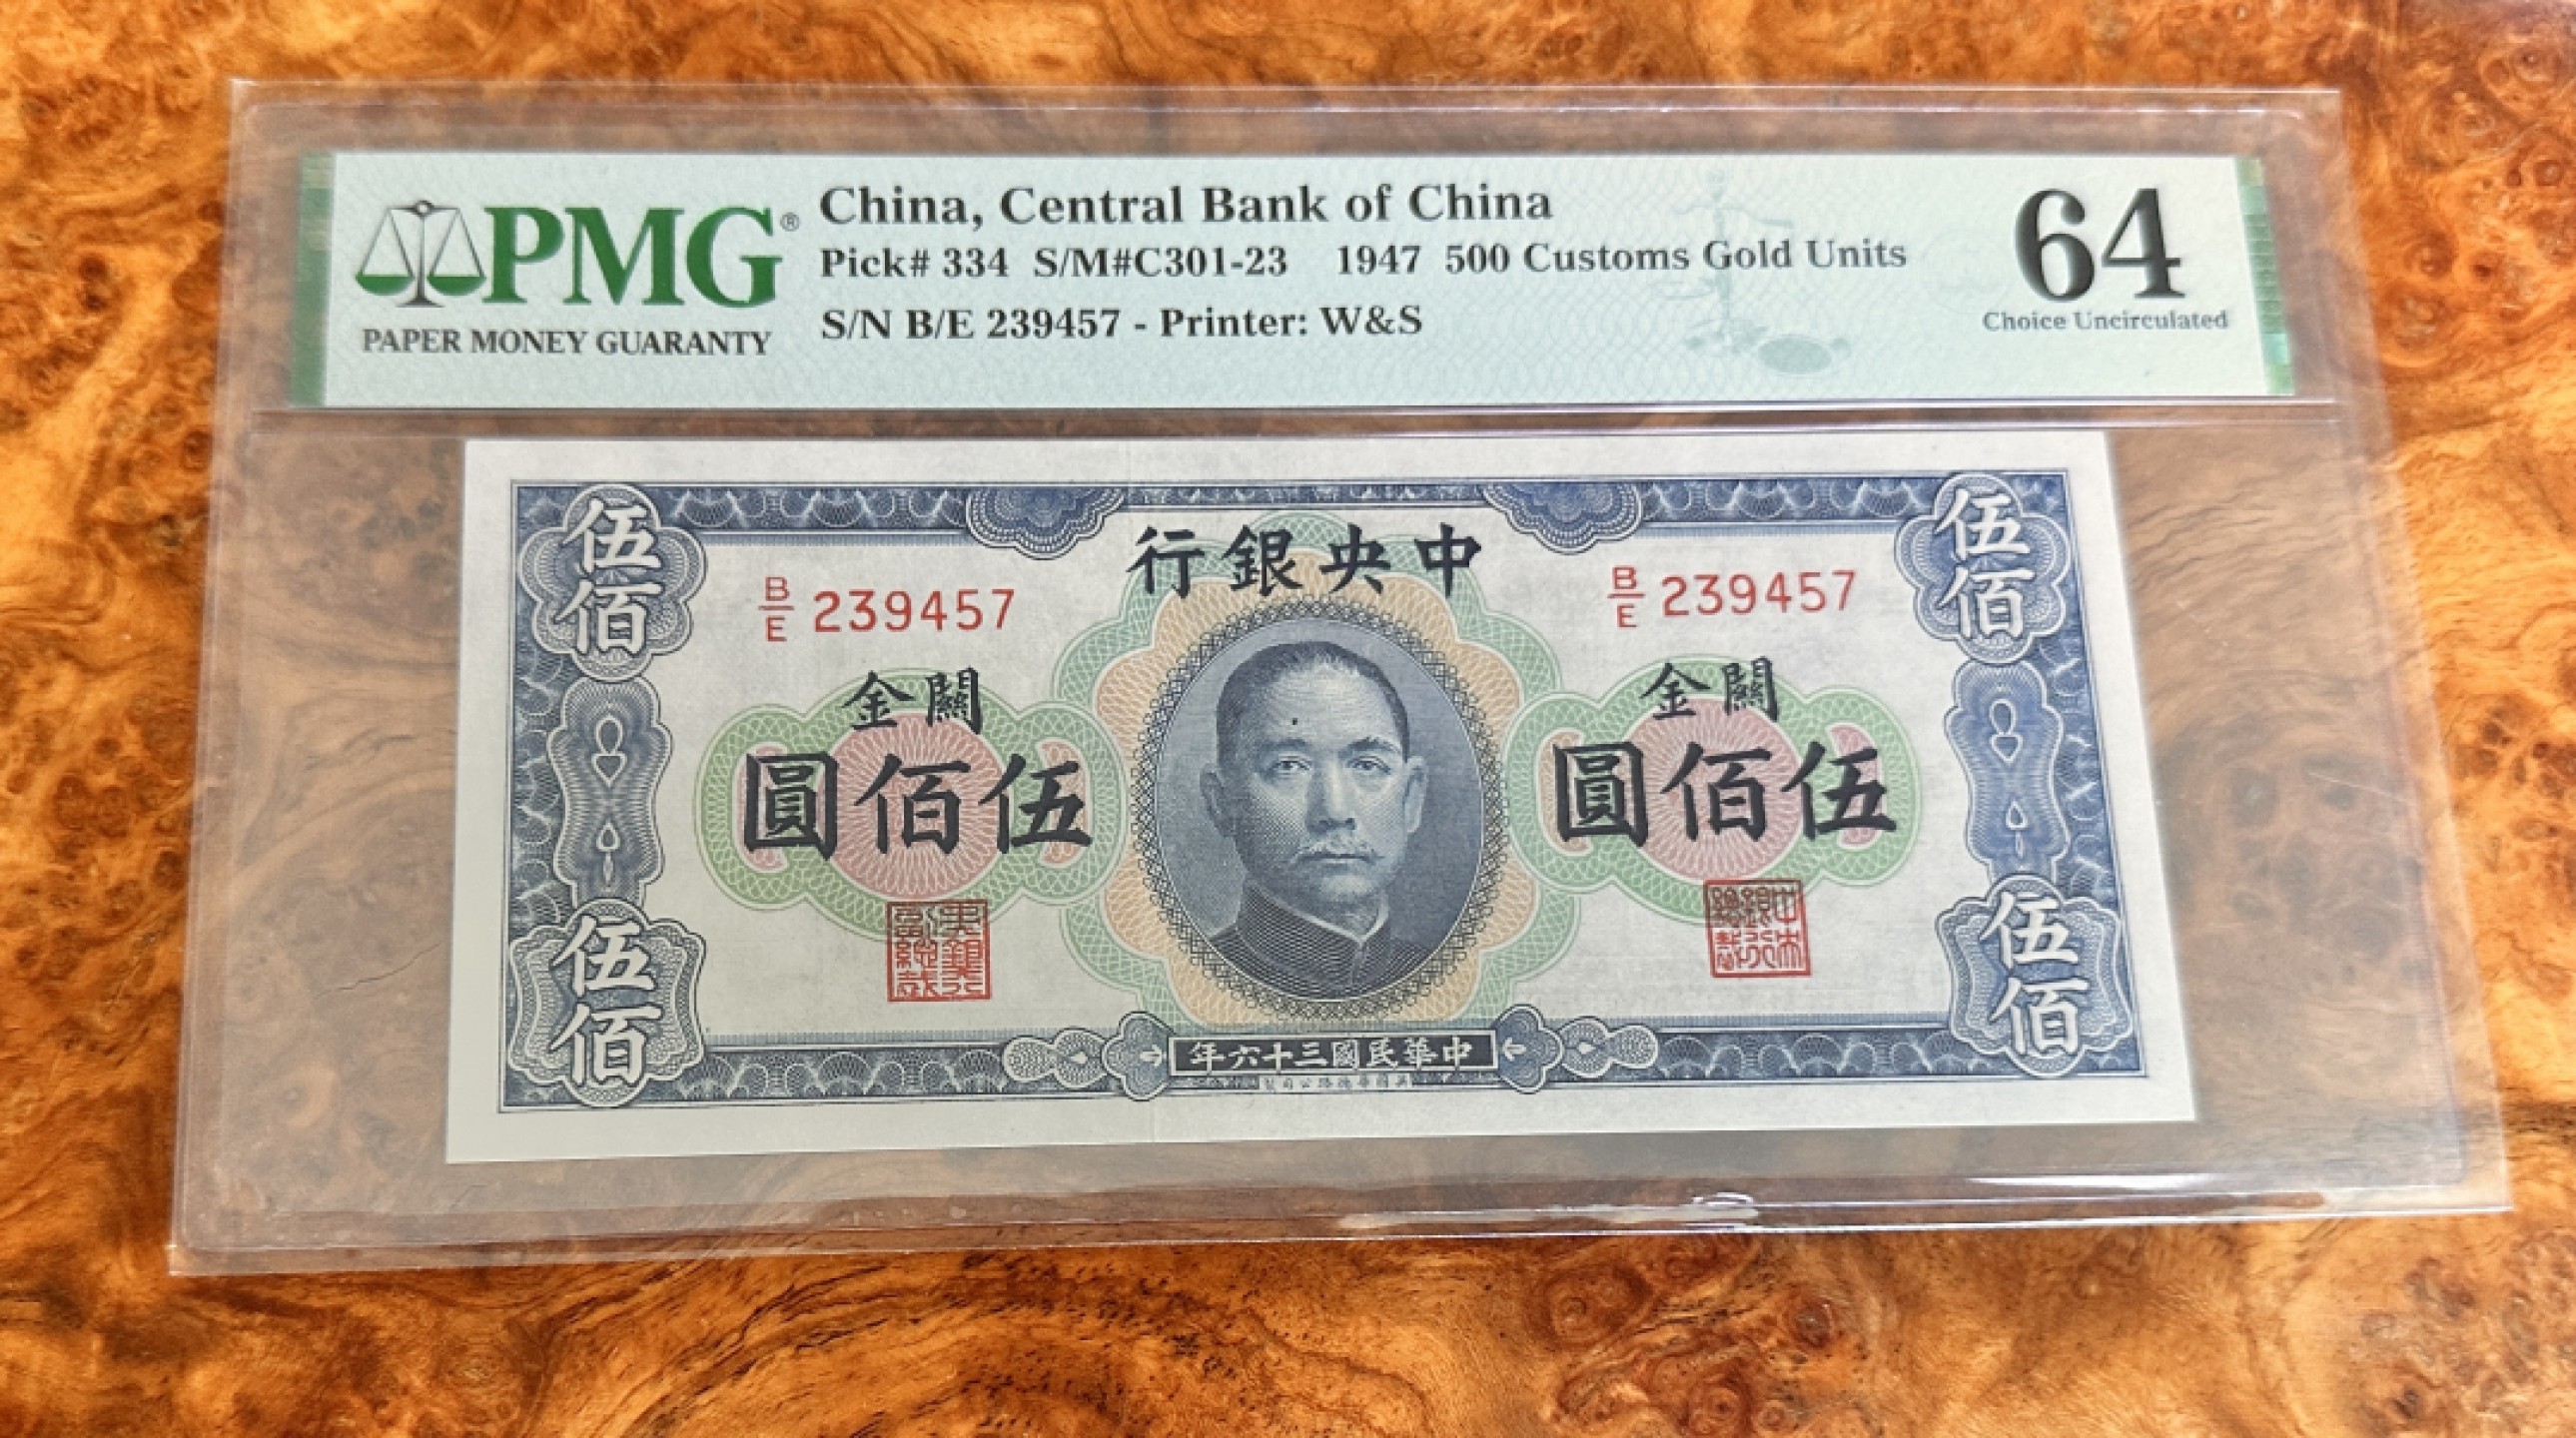 PMG®
PAPER MONEY GUARANTY
China, Central Bank of China
Pick# 334 S/M#C301-23 1947 500 Customs Gold Units
S/N B/E 239457 - Printer: W&S
64
Choice Uncirculated
伍佰
伍佰
行銀央中
B/E 239457
B/E 239457
金關
金關
圓佰伍
圓佰伍
伍佰
伍佰
年六十三國民華中